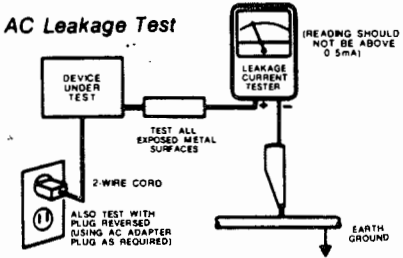 AC Leakage Test
(READING SHOULD
NOT BE ABOVE
0 5mA)
DEVICE
UNDER
TEST
LEAKAGE
CURRENT
TESTER
+ −
TEST ALL
EXPOSED METAL
SURFACES
2-WIRE CORD
ALSO TEST WITH
PLUG REVERSED
(USING AC ADAPTER
PLUG AS REQUIRED)
EARTH
GROUND